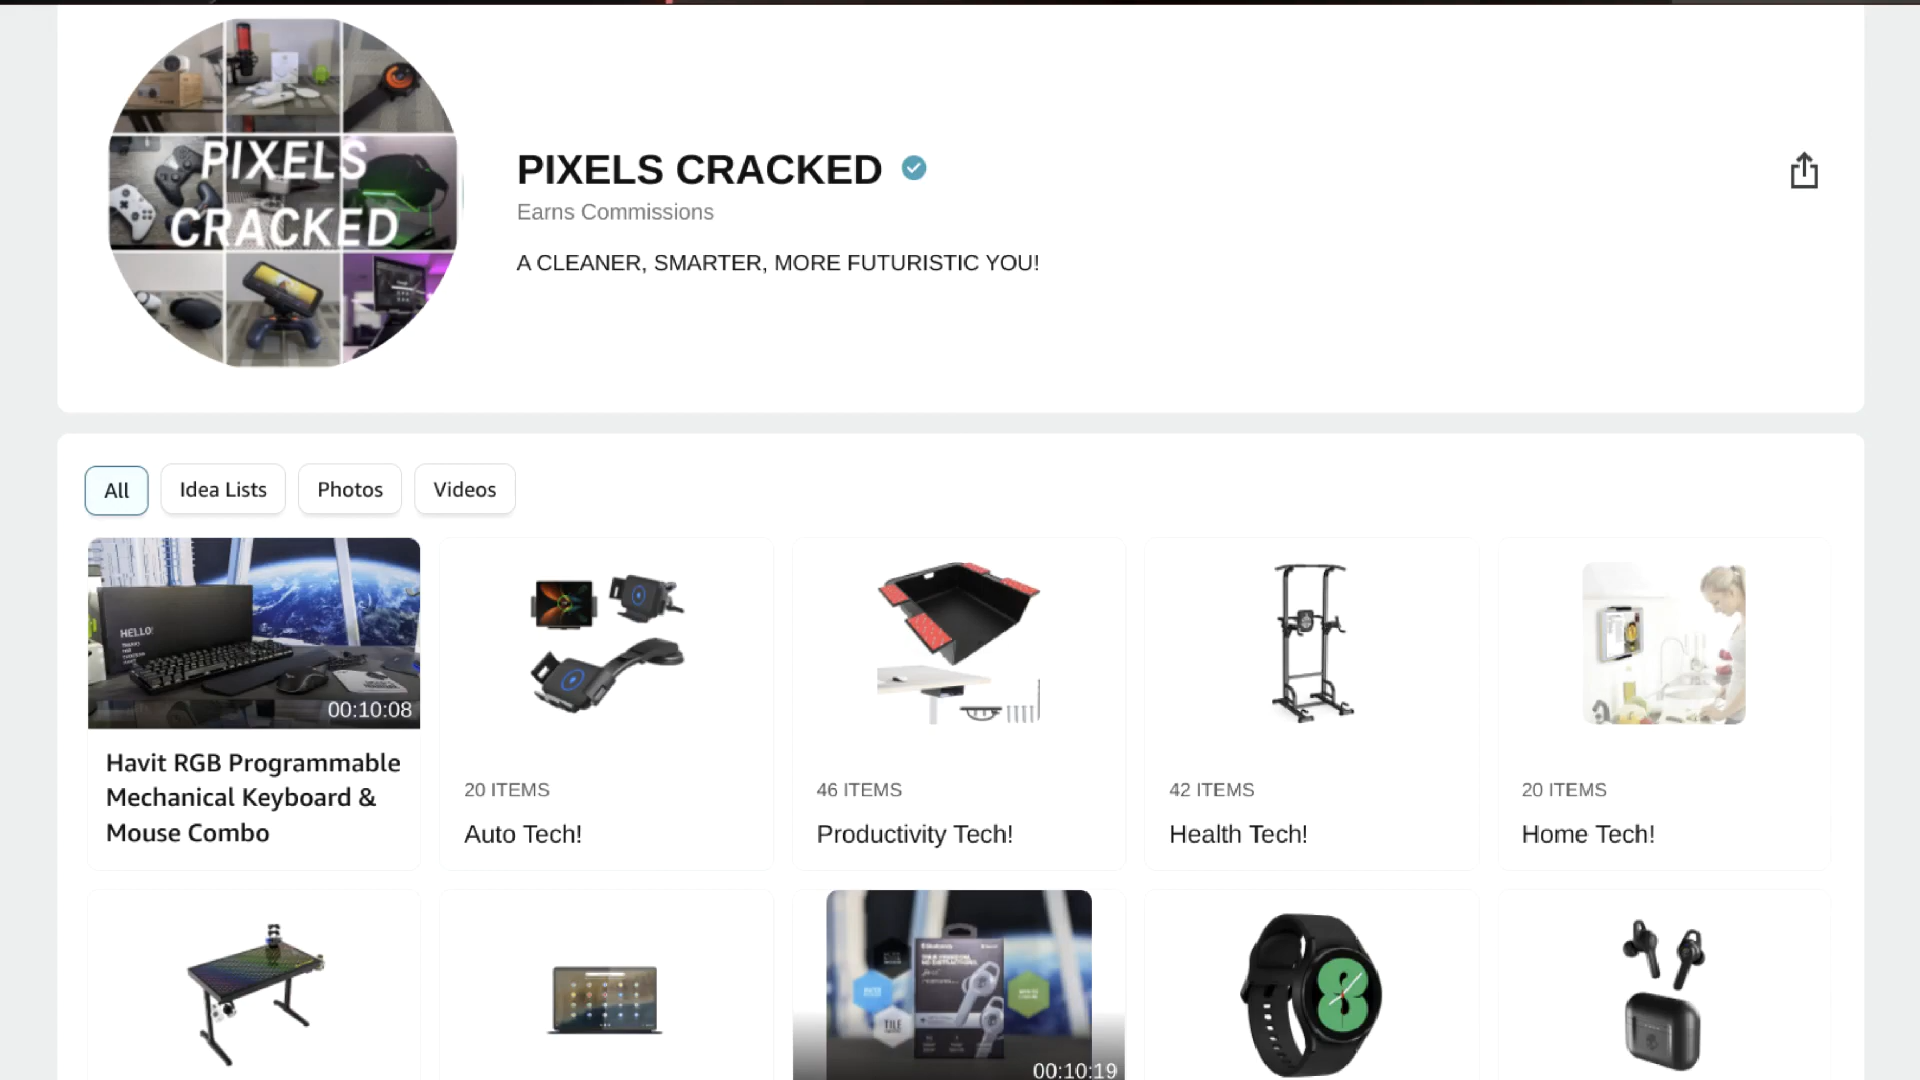 PIXELS
CRACKED
PIXELS CRACKED
Earns Commissions
A CLEANER, SMARTER, MORE FUTURISTIC YOU!
All
Idea Lists
Photos
Videos
HELLO!
00:10:08
Havit RGB Programmable
Mechanical Keyboard &
Mouse Combo
20 ITEMS
Auto Tech!
46 ITEMS
Productivity Tech!
42 ITEMS
Health Tech!
20 ITEMS
Home Tech!
TILE
00:10:19